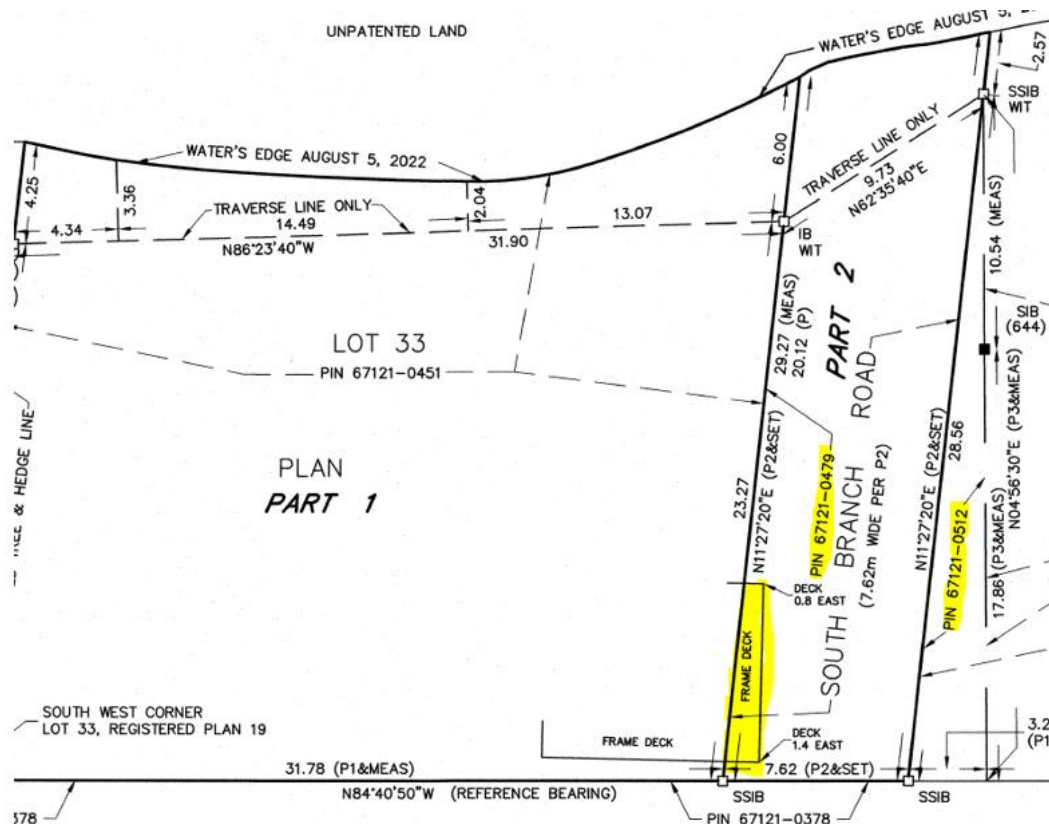 UNPATENTED LAND
WATER'S EDGE AUGUST 5,
2.57
SSIB
WIT
WATER'S EDGE AUGUST 5, 2022
4.25
3.36
2.04
6.00
TRAVERSE LINE ONLY
9.73
N62°35'40"E
4.34
TRAVERSE LINE ONLY
14.49
13.07
31.90
N86°23'40"W
IB
WIT
10.54 (MEAS)
LOT 33
PIN 67121-0451
29.27 (MEAS)
20.12 (P)
PART 2
SIB
(644)
TREE & HEDGE LINE
PLAN
PART 1
23.27
N11°27'20"E (P2&SET)
PIN 67121-0479
SOUTH BRANCH ROAD
(7.62m WIDE PER P2)
N11°27'20"E (P2&SET)
28.56
PIN 67121-0512
17.86 (P3&MEAS)
N04°56'30"E (P3&MEAS)
DECK
0.8 EAST
FRAME DECK
SOUTH WEST CORNER
LOT 33, REGISTERED PLAN 19
FRAME DECK
DECK
1.4 EAST
3.2
(P1
31.78 (P1&MEAS)
7.62 (P2&SET)
N84°40'50"W (REFERENCE BEARING)
SSIB
SSIB
578
PIN 67121-0378